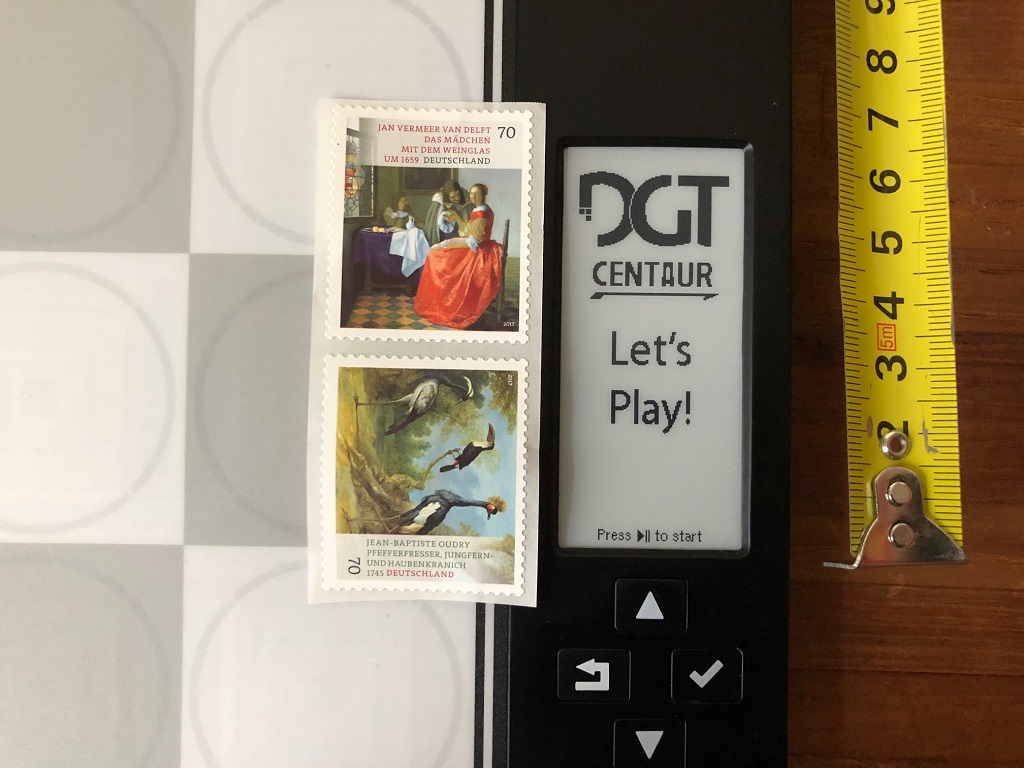 JAN VERMEER VAN DELFT 70
DAS MÄDCHEN
MIT DEM WEINGLAS
UM 1659 DEUTSCHLAND
2017
2017
JEAN-BAPTISTE OUDRY
PFEFFERFRESSER, JUNGFERN-
UND HAUBENKRANICH
1745 DEUTSCHLAND
70
DGT
CENTAUR
Let's
Play!
Press ▶|| to start
9
8
7
6
5
4
5m
3
2